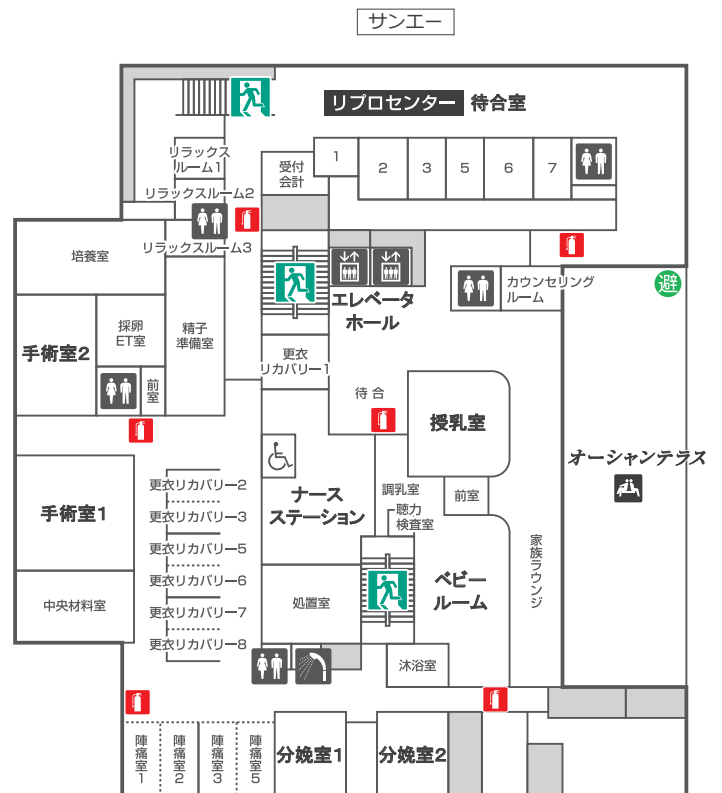 サンエー
リプロセンター 待合室
リラックス
ルーム1
受付
会計
1
2
3
5
6
7
リラックスルーム2
リラックスルーム3
培養室
カウンセリング
ルーム
避
エレベータ
ホール
採卵
ET室
精子
準備室
手術室2
更衣
リカバリー1
前
室
待 合
授乳室
オーシャンテラス
手術室1
更衣リカバリー2
更衣リカバリー3
更衣リカバリー5
更衣リカバリー6
更衣リカバリー7
更衣リカバリー8
ナース
ステーション
調乳室
前室
聴力
検査室
家族ラウンジ
中央材料室
処置室
ベビー
ルーム
沐浴室
陣痛室1
陣痛室2
陣痛室3
陣痛室5
分娩室1
分娩室2